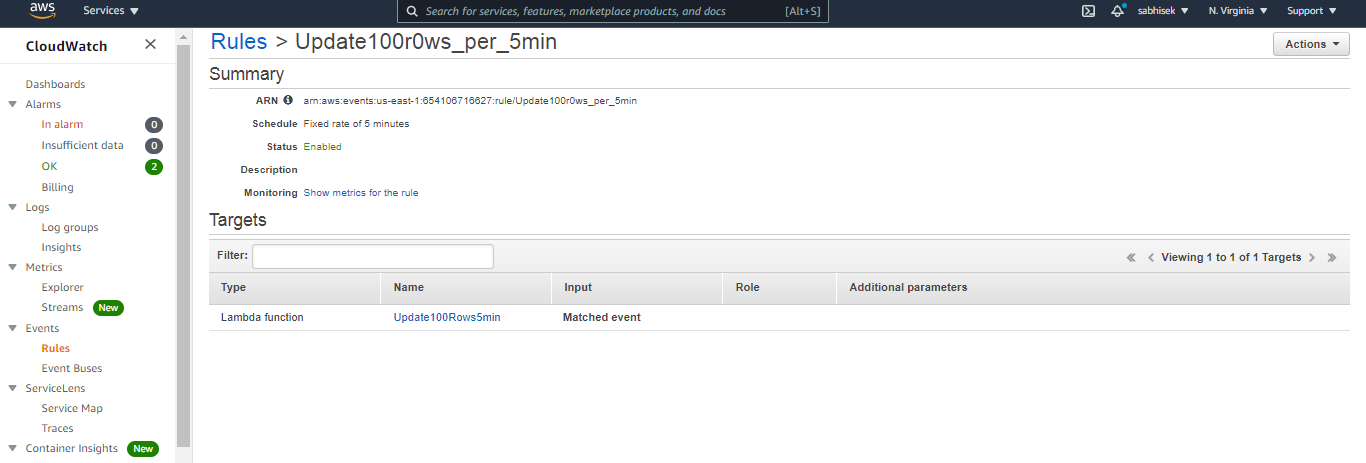 aws Services Search for services, features, marketplace products, and docs [Alt+S] sabhisek N. Virginia Support
CloudWatch
Dashboards
Alarms
In alarm 0
Insufficient data 0
OK 2
Billing
Logs
Log groups
Insights
Metrics
Explorer
Streams New
Events
Rules
Event Buses
ServiceLens
Service Map
Traces
Container Insights New
Rules > Update100r0ws_per_5min
Actions
Summary
ARN arn:aws:events:us-east-1:654106716627:rule/Update100r0ws_per_5min
Schedule Fixed rate of 5 minutes
Status Enabled
Description
Monitoring Show metrics for the rule
Targets
Filter: Viewing 1 to 1 of 1 Targets
Type Name Input Role Additional parameters
Lambda function Update100Rows5min Matched event